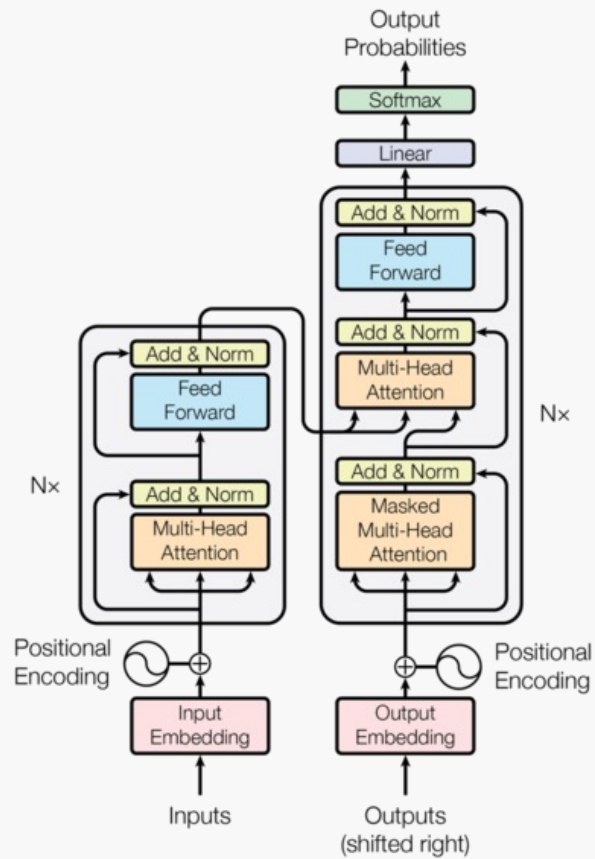 Output
Probabilities
Softmax
Linear
Add & Norm
Feed
Forward
Add & Norm
Multi-Head
Attention
Add & Norm
Masked
Multi-Head
Attention
Nx
Add & Norm
Feed
Forward
Add & Norm
Multi-Head
Attention
Nx
Positional
Encoding
Positional
Encoding
Input
Embedding
Output
Embedding
Inputs
Outputs
(shifted right)